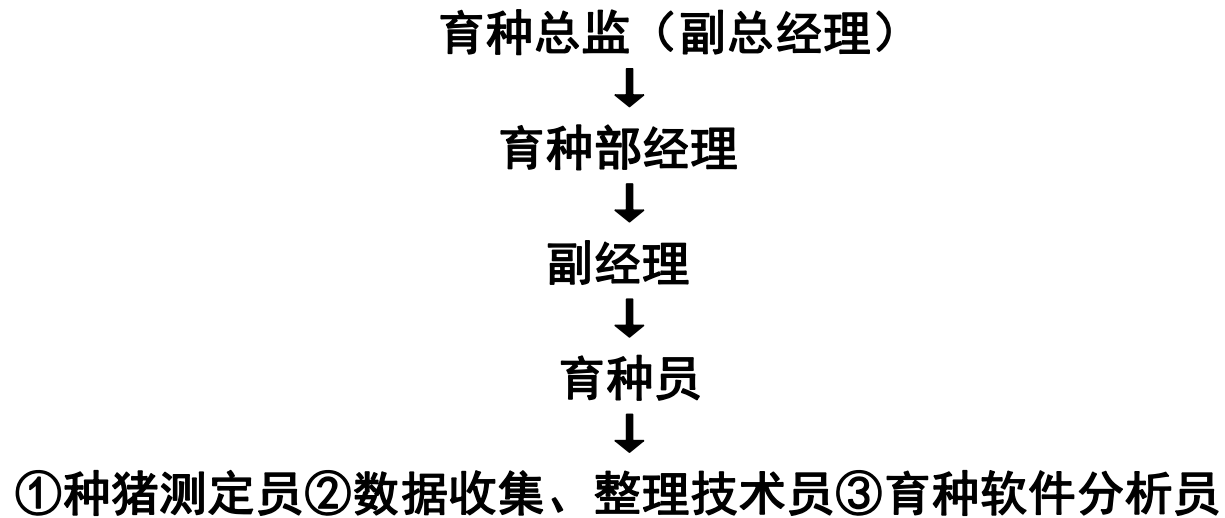 育种总监（副总经理）
↓
育种部经理
↓
副经理
↓
育种员
↓
①种猪测定员②数据收集、整理技术员③育种软件分析员